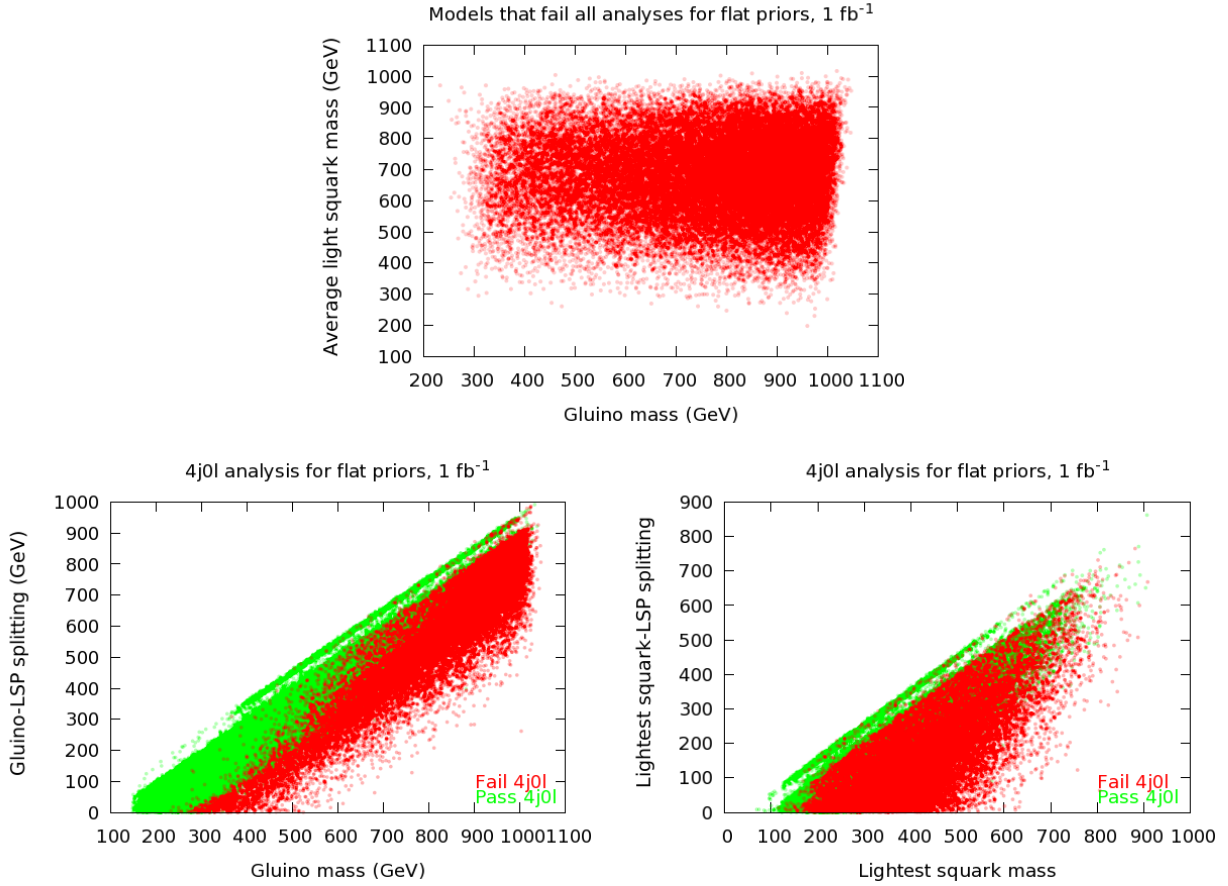 Models that fail all analyses for flat priors, 1 fb⁻¹
Average light squark mass (GeV)
1100
1000
900
800
700
600
500
400
300
200
100
200 300 400 500 600 700 800 900 1000 1100
Gluino mass (GeV)
4j0l analysis for flat priors, 1 fb⁻¹
Gluino-LSP splitting (GeV)
1000
900
800
700
600
500
400
300
200
100
0
100 200 300 400 500 600 700 800 900 1000 1100
Gluino mass (GeV)
Fail 4j0l
Pass 4j0l
4j0l analysis for flat priors, 1 fb⁻¹
Lightest squark-LSP splitting
900
800
700
600
500
400
300
200
100
0
0 100 200 300 400 500 600 700 800 900 1000
Lightest squark mass
Fail 4j0l
Pass 4j0l